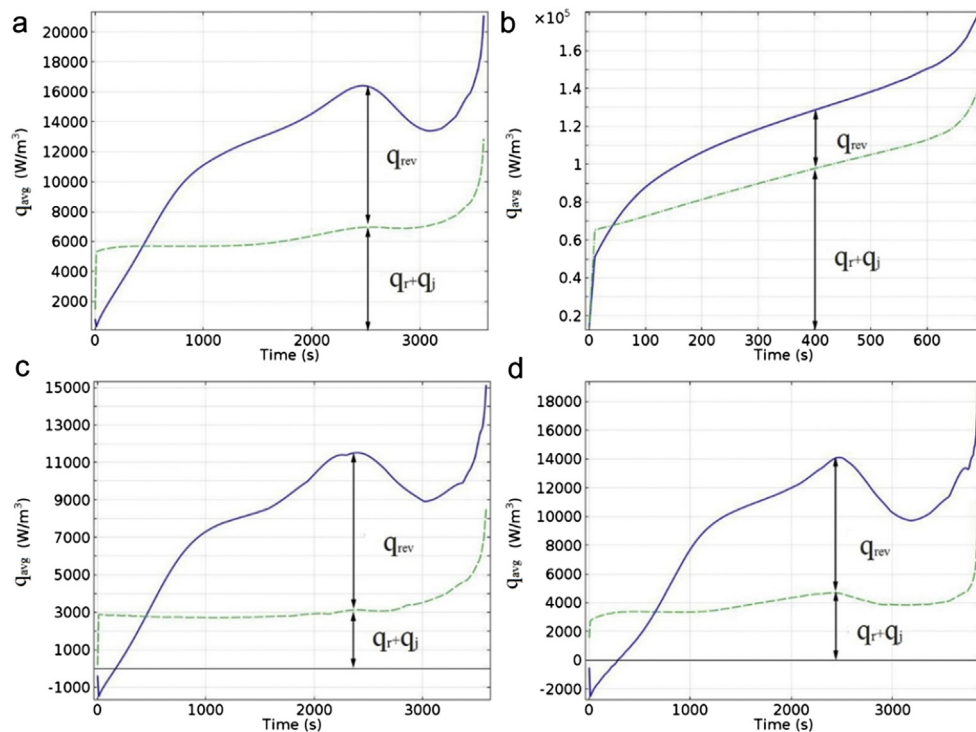 a
20000
18000
16000
14000
12000
10000
8000
6000
4000
2000
q_avg (W/m³)
q_rev
q_r+q_j
0 1000 2000 3000
Time (s)
b
×10⁵
1.6
1.4
1.2
1
0.8
0.6
0.4
0.2
q_avg (W/m³)
q_rev
q_r+q_j
0 100 200 300 400 500 600
Time (s)
c
15000
13000
11000
9000
7000
5000
3000
1000
-1000
q_avg (W/m³)
q_rev
q_r+q_j
0 1000 2000 3000
Time (s)
d
18000
16000
14000
12000
10000
8000
6000
4000
2000
0
-2000
q_avg (W/m³)
q_rev
q_r+q_j
0 1000 2000 3000
Time (s)